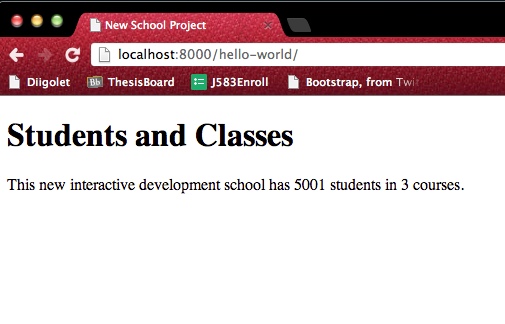 New School Project
localhost:8000/hello-world/
Diigolet Bb ThesisBoard J583Enroll Bootstrap, from Twi
Students and Classes
This new interactive development school has 5001 students in 3 courses.